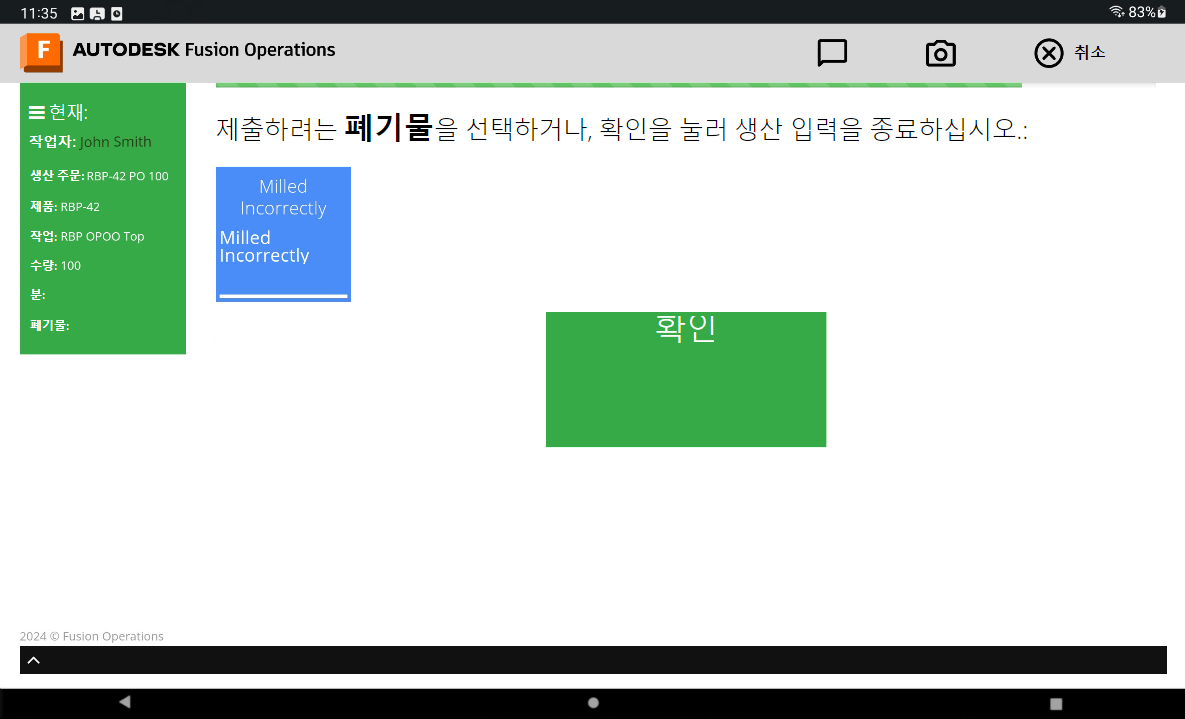 11:35
83%
F AUTODESK Fusion Operations
취소
현재:
작업자: John Smith
생산 주문: RBP-42 PO 100
제품: RBP-42
작업: RBP OPOO Top
수량: 100
분:
폐기물:
제출하려는 폐기물을 선택하거나, 확인을 눌러 생산 입력을 종료하십시오.:
Milled
Incorrectly
Milled
Incorrectly
확인
2024 © Fusion Operations